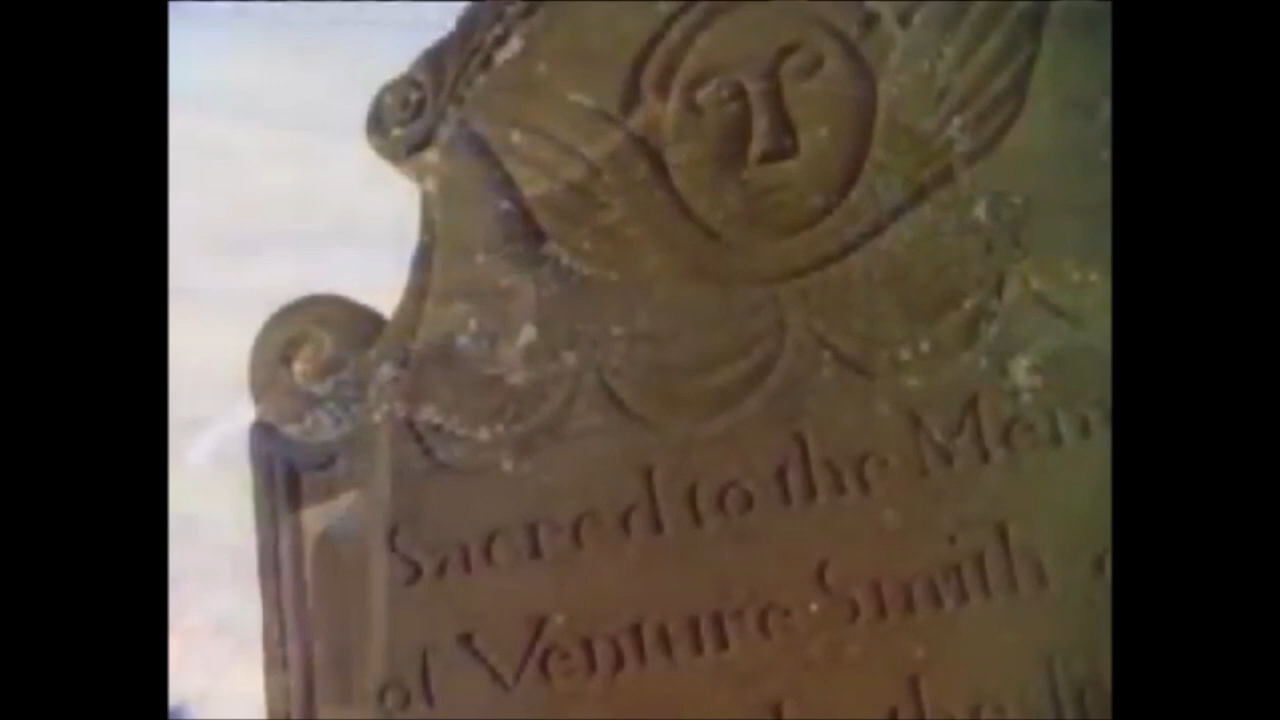 Sacred to the Mem
of Venture Smith